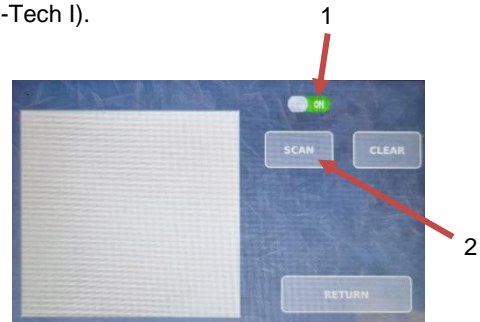 -Tech I).
1
ON
SCAN CLEAR
2
RETURN